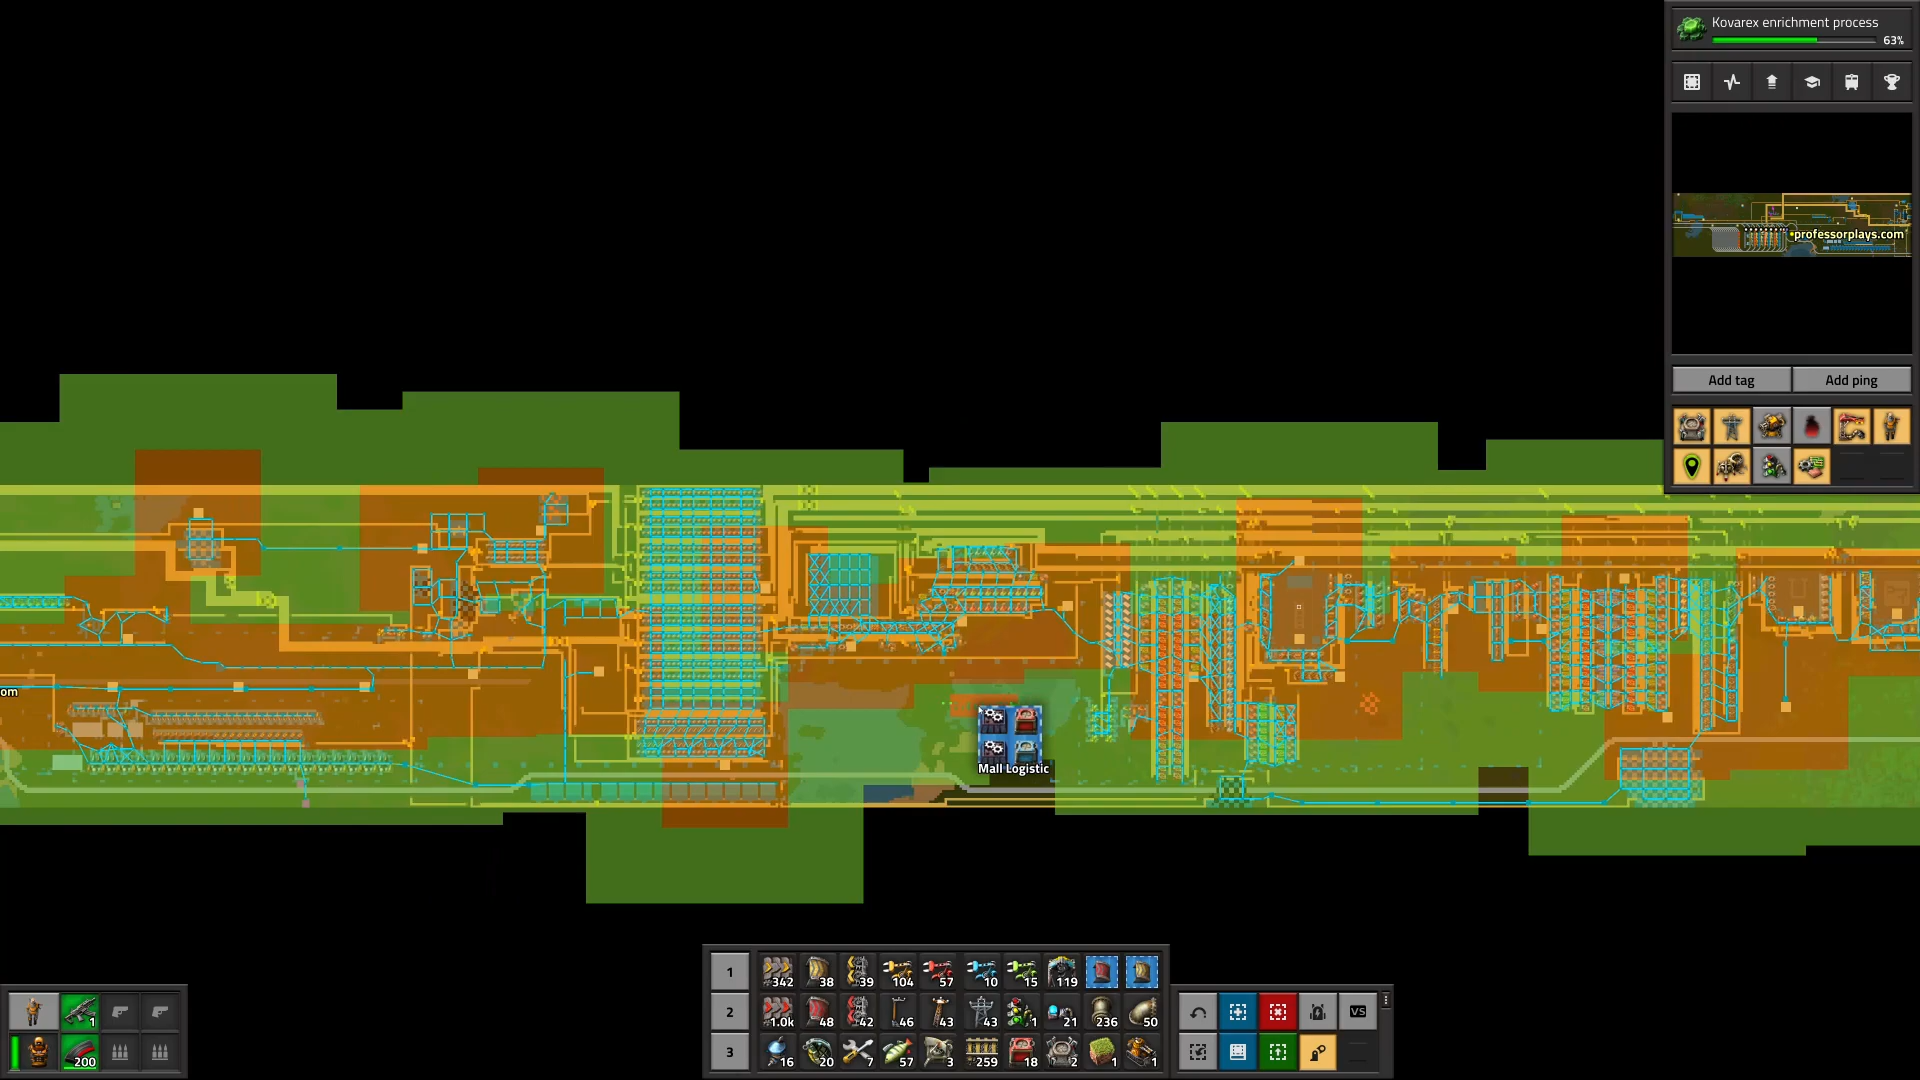 Kovarex enrichment process
63%
professorplays.com
Add tag Add ping
om
Mall Logistic
1 342 38 39 104 57 10 15 119
2 1.0k 48 42 46 43 43 1 21 236 50
3 16 20 7 57 3 259 18 2 1 1
1
200
VS